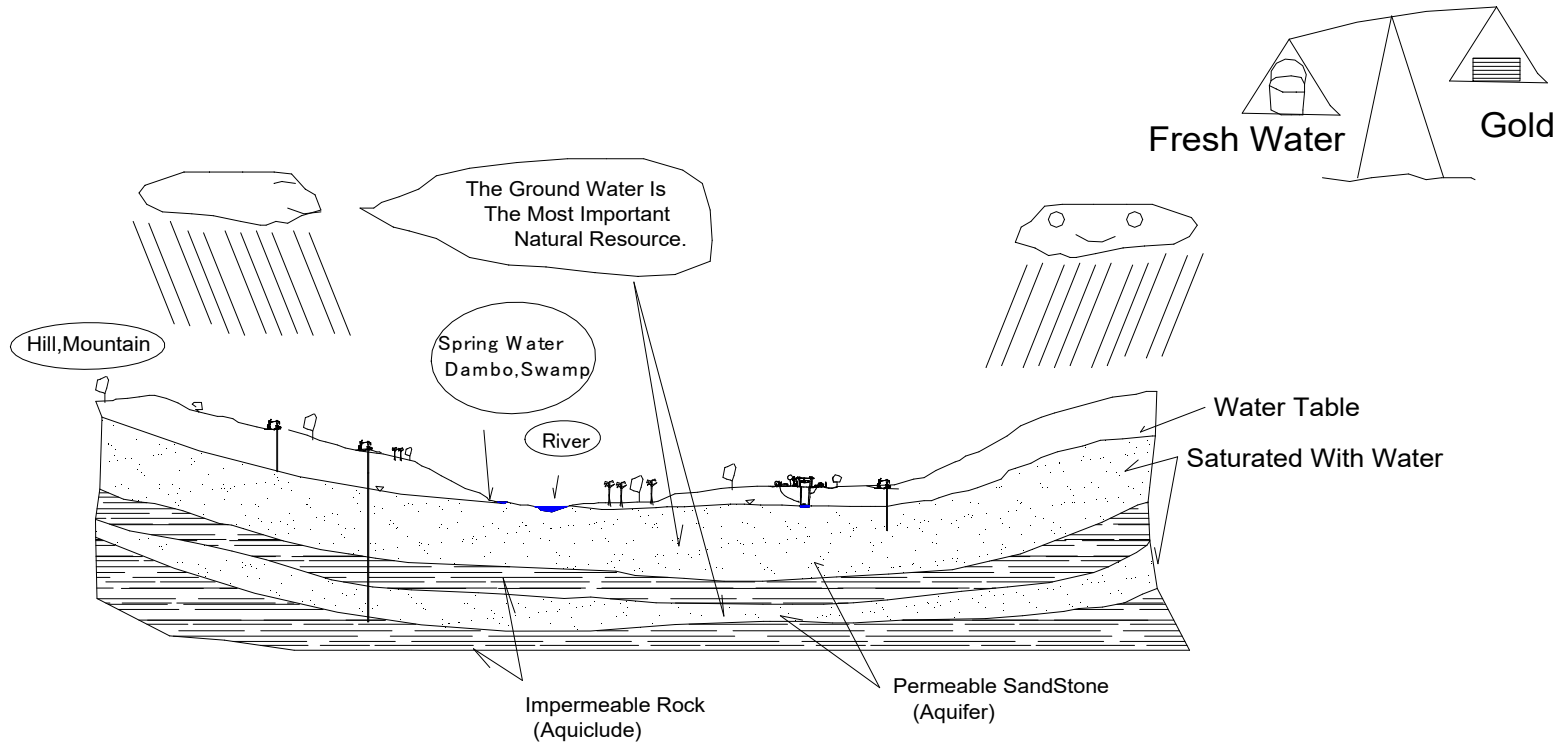 Fresh Water
Gold
The Ground Water Is
The Most Important
Natural Resource.
Hill,Mountain
Spring Water
Dambo,Swamp
River
Water Table
Saturated With Water
Impermeable Rock
(Aquiclude)
Permeable SandStone
(Aquifer)